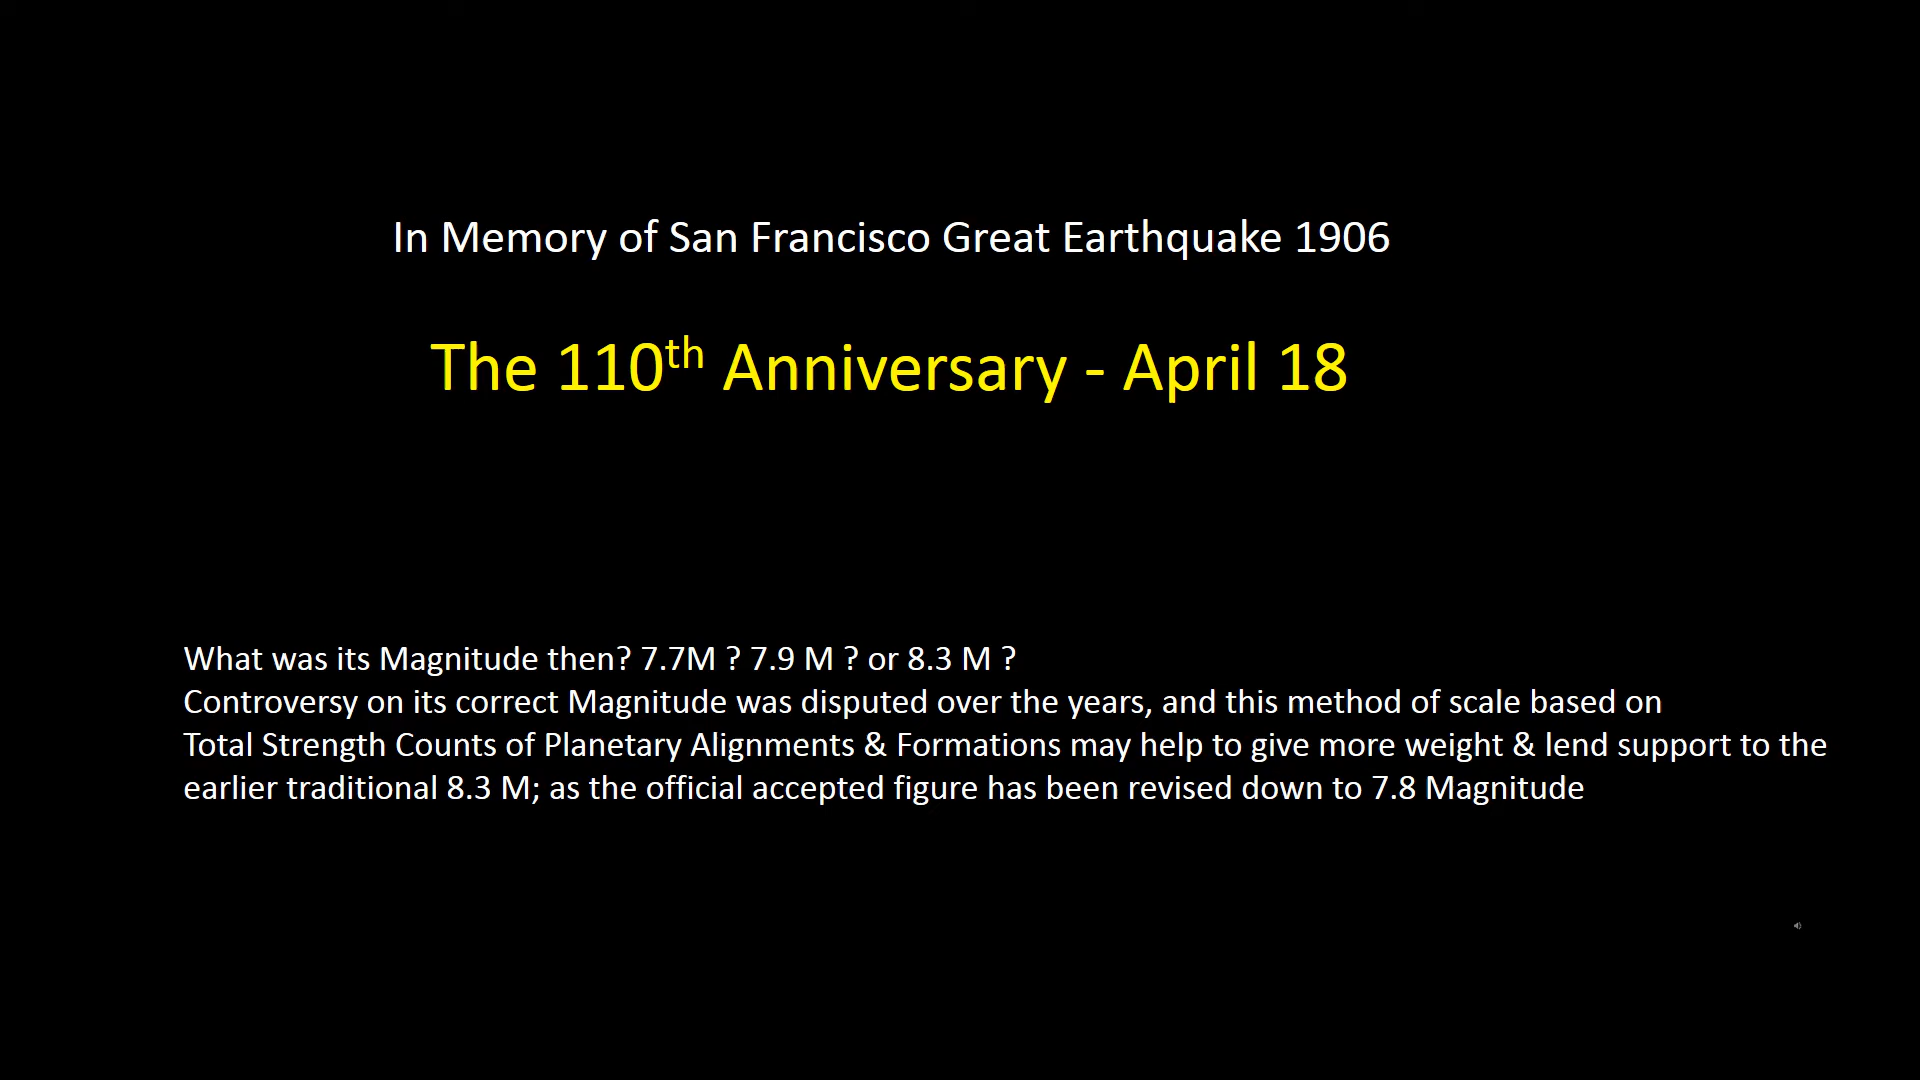 In Memory of San Francisco Great Earthquake 1906
The 110th Anniversary - April 18
What was its Magnitude then? 7.7M ? 7.9 M ? or 8.3 M ?
Controversy on its correct Magnitude was disputed over the years, and this method of scale based on
Total Strength Counts of Planetary Alignments & Formations may help to give more weight & lend support to the
earlier traditional 8.3 M; as the official accepted figure has been revised down to 7.8 Magnitude